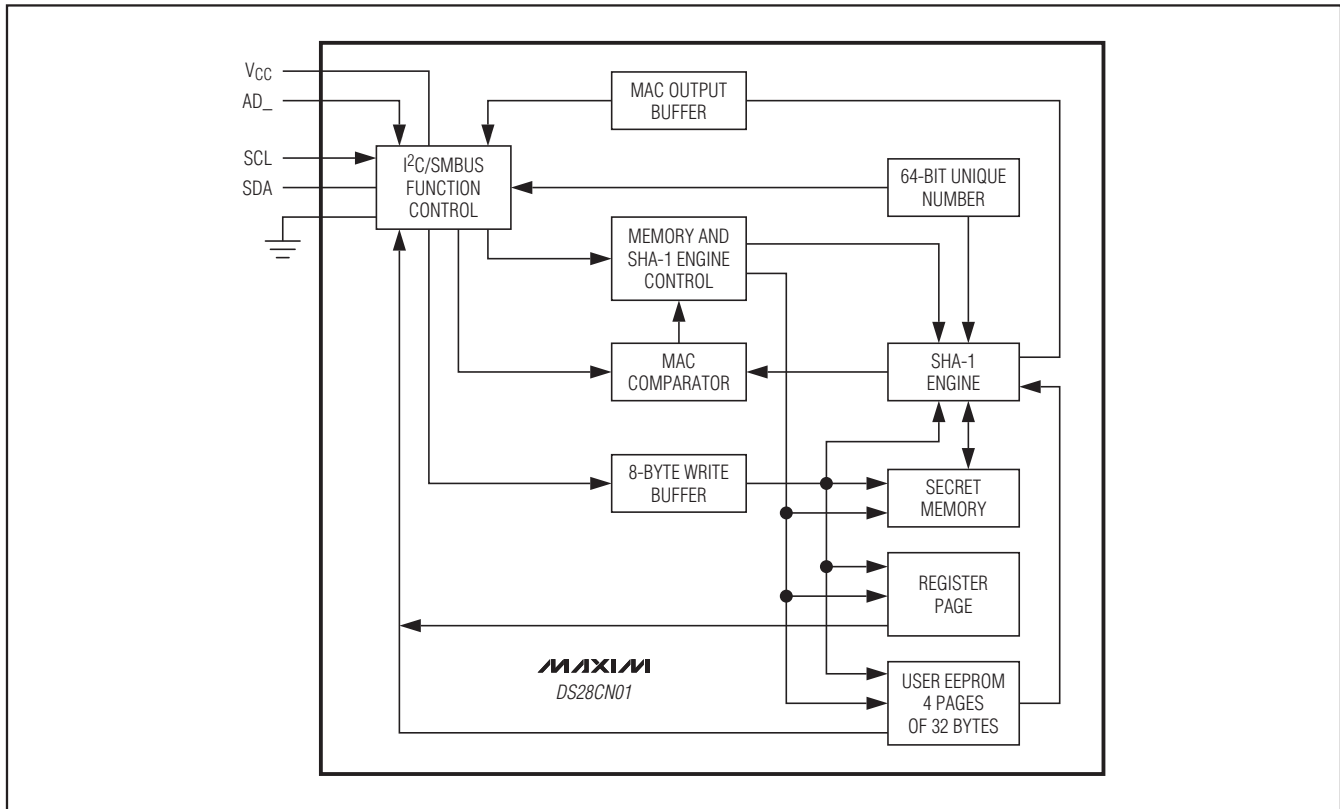 VCC
AD_
SCL
SDA
I2C/SMBUS
FUNCTION
CONTROL
MAC OUTPUT
BUFFER
64-BIT UNIQUE
NUMBER
MEMORY AND
SHA-1 ENGINE
CONTROL
MAC
COMPARATOR
SHA-1
ENGINE
8-BYTE WRITE
BUFFER
SECRET
MEMORY
REGISTER
PAGE
USER EEPROM
4 PAGES
OF 32 BYTES
MAXIM
DS28CN01